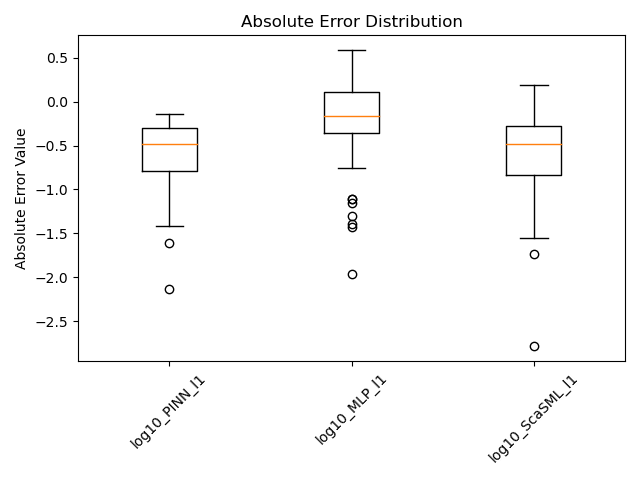 Absolute Error Distribution
Absolute Error Value
0.5
0.0
−0.5
−1.0
−1.5
−2.0
−2.5
log10_PINN_l1
log10_MLP_l1
log10_ScaSML_l1